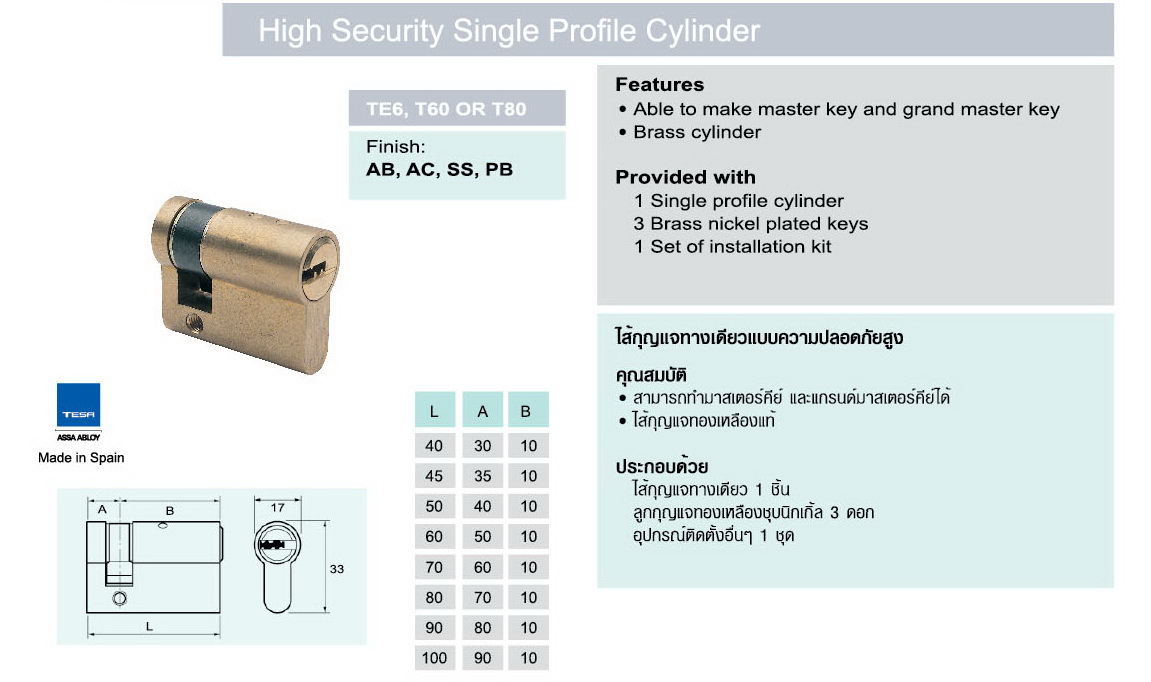 High Security Single Profile Cylinder
TE6, T60 OR T80
Finish:
AB, AC, SS, PB
Features
• Able to make master key and grand master key
• Brass cylinder
Provided with
1 Single profile cylinder
3 Brass nickel plated keys
1 Set of installation kit
ไส้กุญแจทางเดียวแบบความปลอดภัยสูง
คุณสมบัติ
• สามารถทำมาสเตอร์คีย์ และแกรนด์มาสเตอร์คีย์ได้
• ไส้กุญแจทองเหลืองแท้
ประกอบด้วย
ไส้กุญแจทางเดียว 1 ชิ้น
ลูกกุญแจทองเหลืองชุบนิกเกิ้ล 3 ดอก
อุปกรณ์ติดตั้งอื่นๆ 1 ชุด
TESA
ASSA ABLOY
Made in Spain
L A B
40 30 10
45 35 10
50 40 10
60 50 10
70 60 10
80 70 10
90 80 10
100 90 10
A B 17
33
L